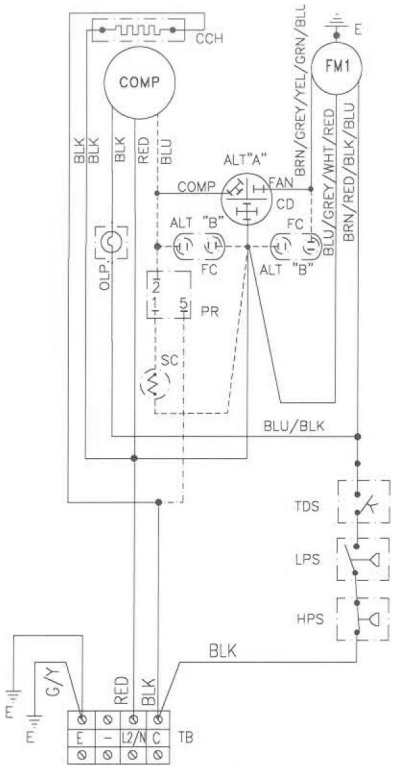 E
CCH
FM1
COMP
BLK
BLK
BLK
RED
BLU
BRN/GREY/YEL/GRN/BLU
BLU/GREY/WHT/RED
BRN/RED/BLK/BLU
ALT"A"
COMP
FAN
CD
ALT "B"
FC
FC
ALT "B"
OLP.
2
1
5
PR
SC
BLU/BLK
TDS
LPS
HPS
BLK
G/Y
RED
BLK
E
E
E
–
L2/N
C
TB